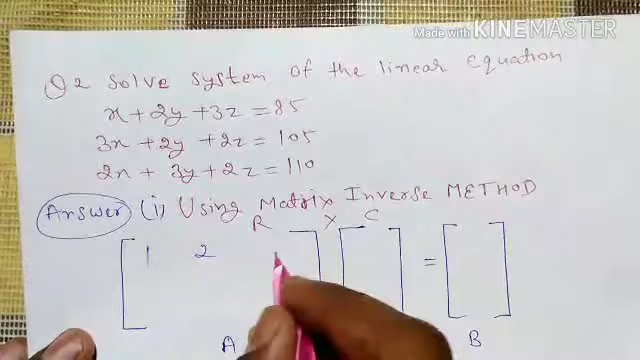 Made with KINEMASTER
Q2 Solve system of the linear Equation
x + 2y + 3z = 85
3x + 2y + 2z = 105
2x + 3y + 2z = 110
Answer (i) Using Matrix Inverse METHOD
R X C
1 2 =
A B